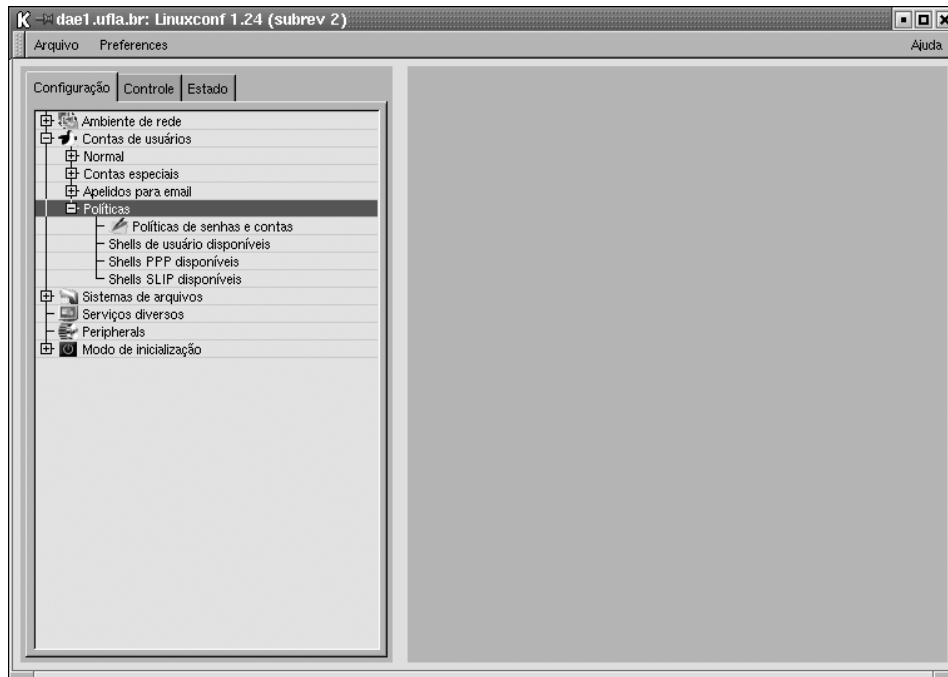 dae1.ufla.br: Linuxconf 1.24 (subrev 2)
Arquivo Preferences Ajuda
Configuração Controle Estado
Ambiente de rede
Contas de usuários
Normal
Contas especiais
Apelidos para email
Políticas
Políticas de senhas e contas
Shells de usuário disponíveis
Shells PPP disponíveis
Shells SLIP disponíveis
Sistemas de arquivos
Serviços diversos
Peripherals
Modo de inicialização